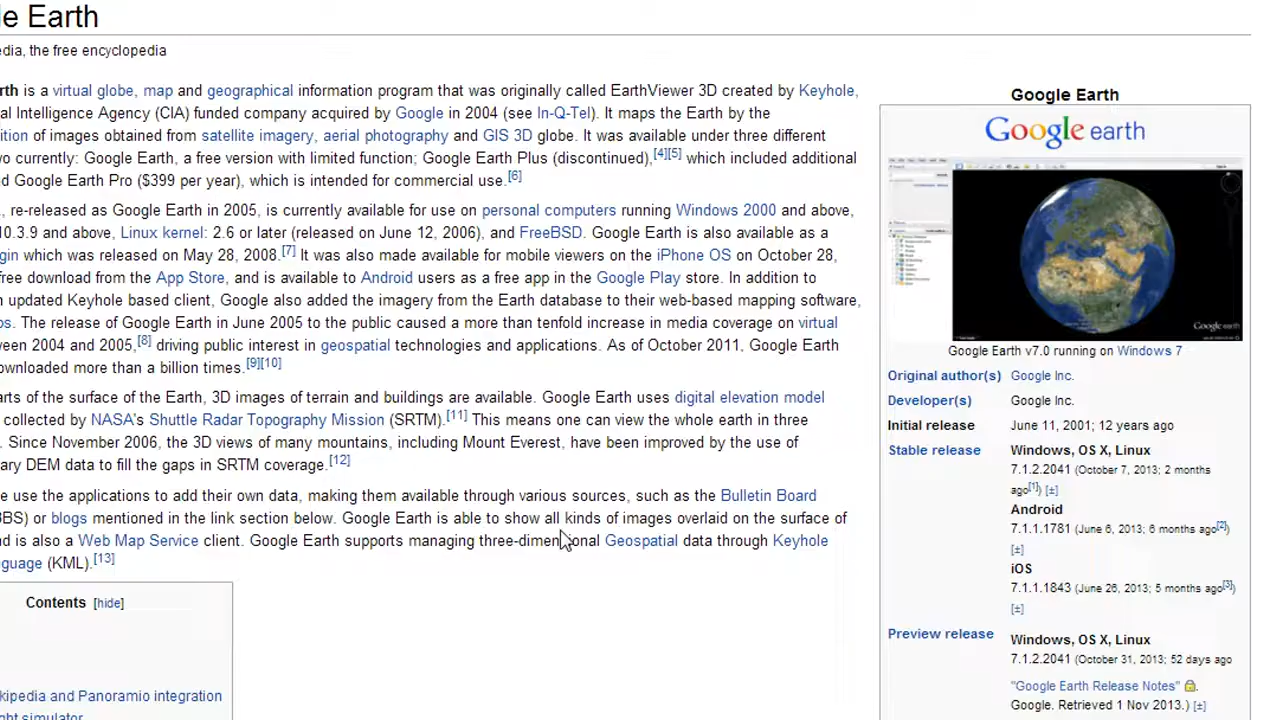 le Earth
edia, the free encyclopedia
rth is a virtual globe, map and geographical information program that was originally called EarthViewer 3D created by Keyhole,
al Intelligence Agency (CIA) funded company acquired by Google in 2004 (see In-Q-Tel). It maps the Earth by the
ition of images obtained from satellite imagery, aerial photography and GIS 3D globe. It was available under three different
wo currently: Google Earth, a free version with limited function; Google Earth Plus (discontinued),[4][5] which included additional
d Google Earth Pro ($399 per year), which is intended for commercial use.[6]
, re-released as Google Earth in 2005, is currently available for use on personal computers running Windows 2000 and above,
10.3.9 and above, Linux kernel: 2.6 or later (released on June 12, 2006), and FreeBSD. Google Earth is also available as a
gin which was released on May 28, 2008.[7] It was also made available for mobile viewers on the iPhone OS on October 28,
free download from the App Store, and is available to Android users as a free app in the Google Play store. In addition to
n updated Keyhole based client, Google also added the imagery from the Earth database to their web-based mapping software,
os. The release of Google Earth in June 2005 to the public caused a more than tenfold increase in media coverage on virtual
ween 2004 and 2005,[8] driving public interest in geospatial technologies and applications. As of October 2011, Google Earth
ownloaded more than a billion times.[9][10]
arts of the surface of the Earth, 3D images of terrain and buildings are available. Google Earth uses digital elevation model
collected by NASA's Shuttle Radar Topography Mission (SRTM).[11] This means one can view the whole earth in three
. Since November 2006, the 3D views of many mountains, including Mount Everest, have been improved by the use of
ary DEM data to fill the gaps in SRTM coverage.[12]
e use the applications to add their own data, making them available through various sources, such as the Bulletin Board
BBS) or blogs mentioned in the link section below. Google Earth is able to show all kinds of images overlaid on the surface of
nd is also a Web Map Service client. Google Earth supports managing three-dimensional Geospatial data through Keyhole
guage (KML).[13]
Contents [hide]
kipedia and Panoramio integration
ght simulator
Google Earth
Google earth
Google earth
Google Earth v7.0 running on Windows 7
Original author(s) Google Inc.
Developer(s) Google Inc.
Initial release June 11, 2001; 12 years ago
Stable release Windows, OS X, Linux
7.1.2.2041 (October 7, 2013; 2 months
ago[1]) [±]
Android
7.1.1.1781 (June 6, 2013; 6 months ago[2])
[±]
iOS
7.1.1.1843 (June 26, 2013; 5 months ago[3])
[±]
Preview release Windows, OS X, Linux
7.1.2.2041 (October 31, 2013; 52 days ago
"Google Earth Release Notes".
Google. Retrieved 1 Nov 2013.) [±]